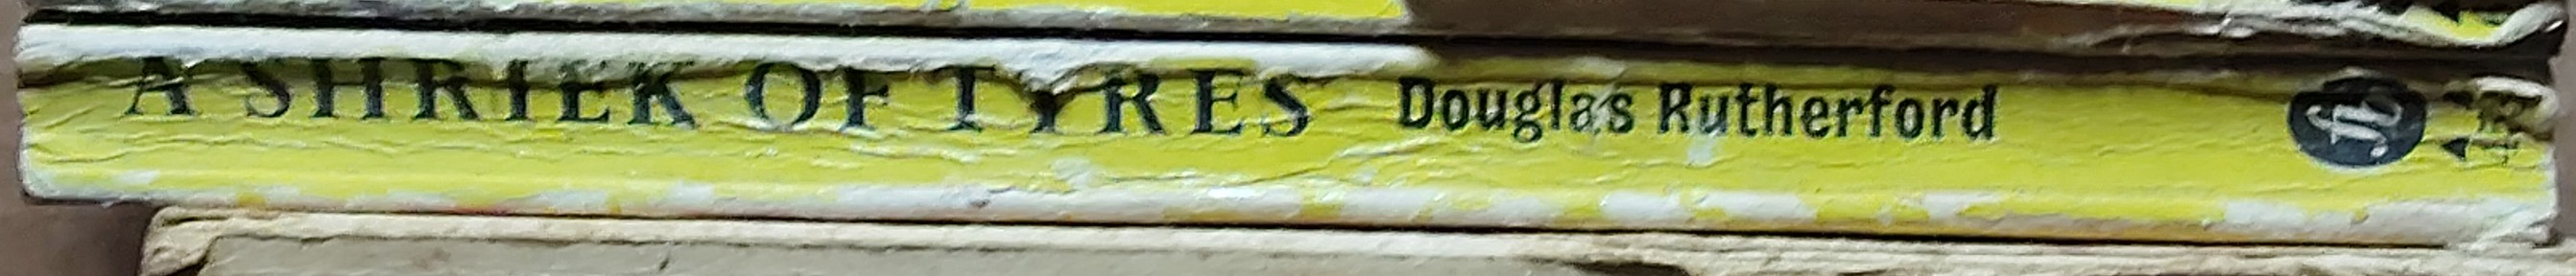 A SHRIEK OF TYRES Douglas Rutherford